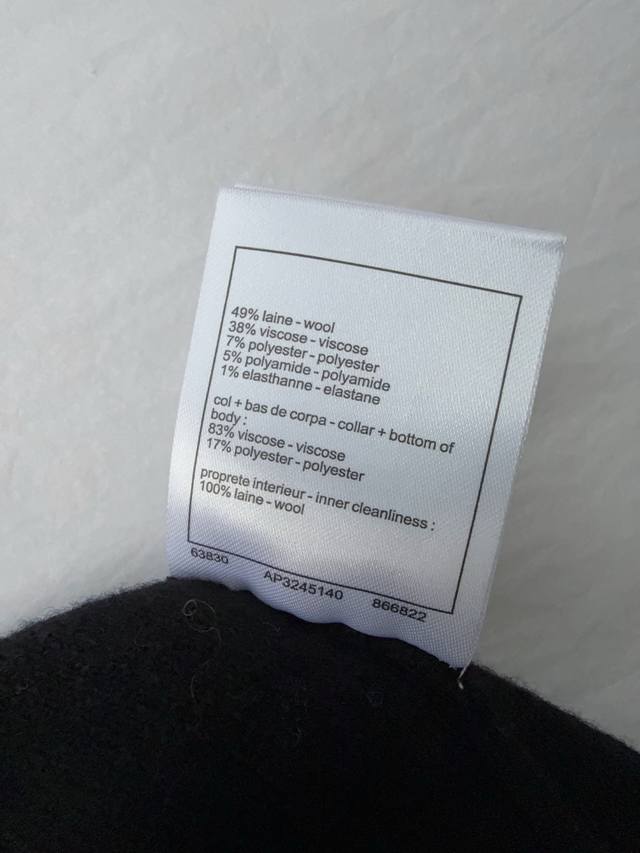 49% laine - wool
38% viscose - viscose
7% polyester - polyester
5% polyamide - polyamide
1% elasthanne - elastane
col + bas de corpa - collar + bottom of
body :
83% viscose - viscose
17% polyester - polyester
proprete interieur - inner cleanliness :
100% laine - wool
63830 AP3245140 866822